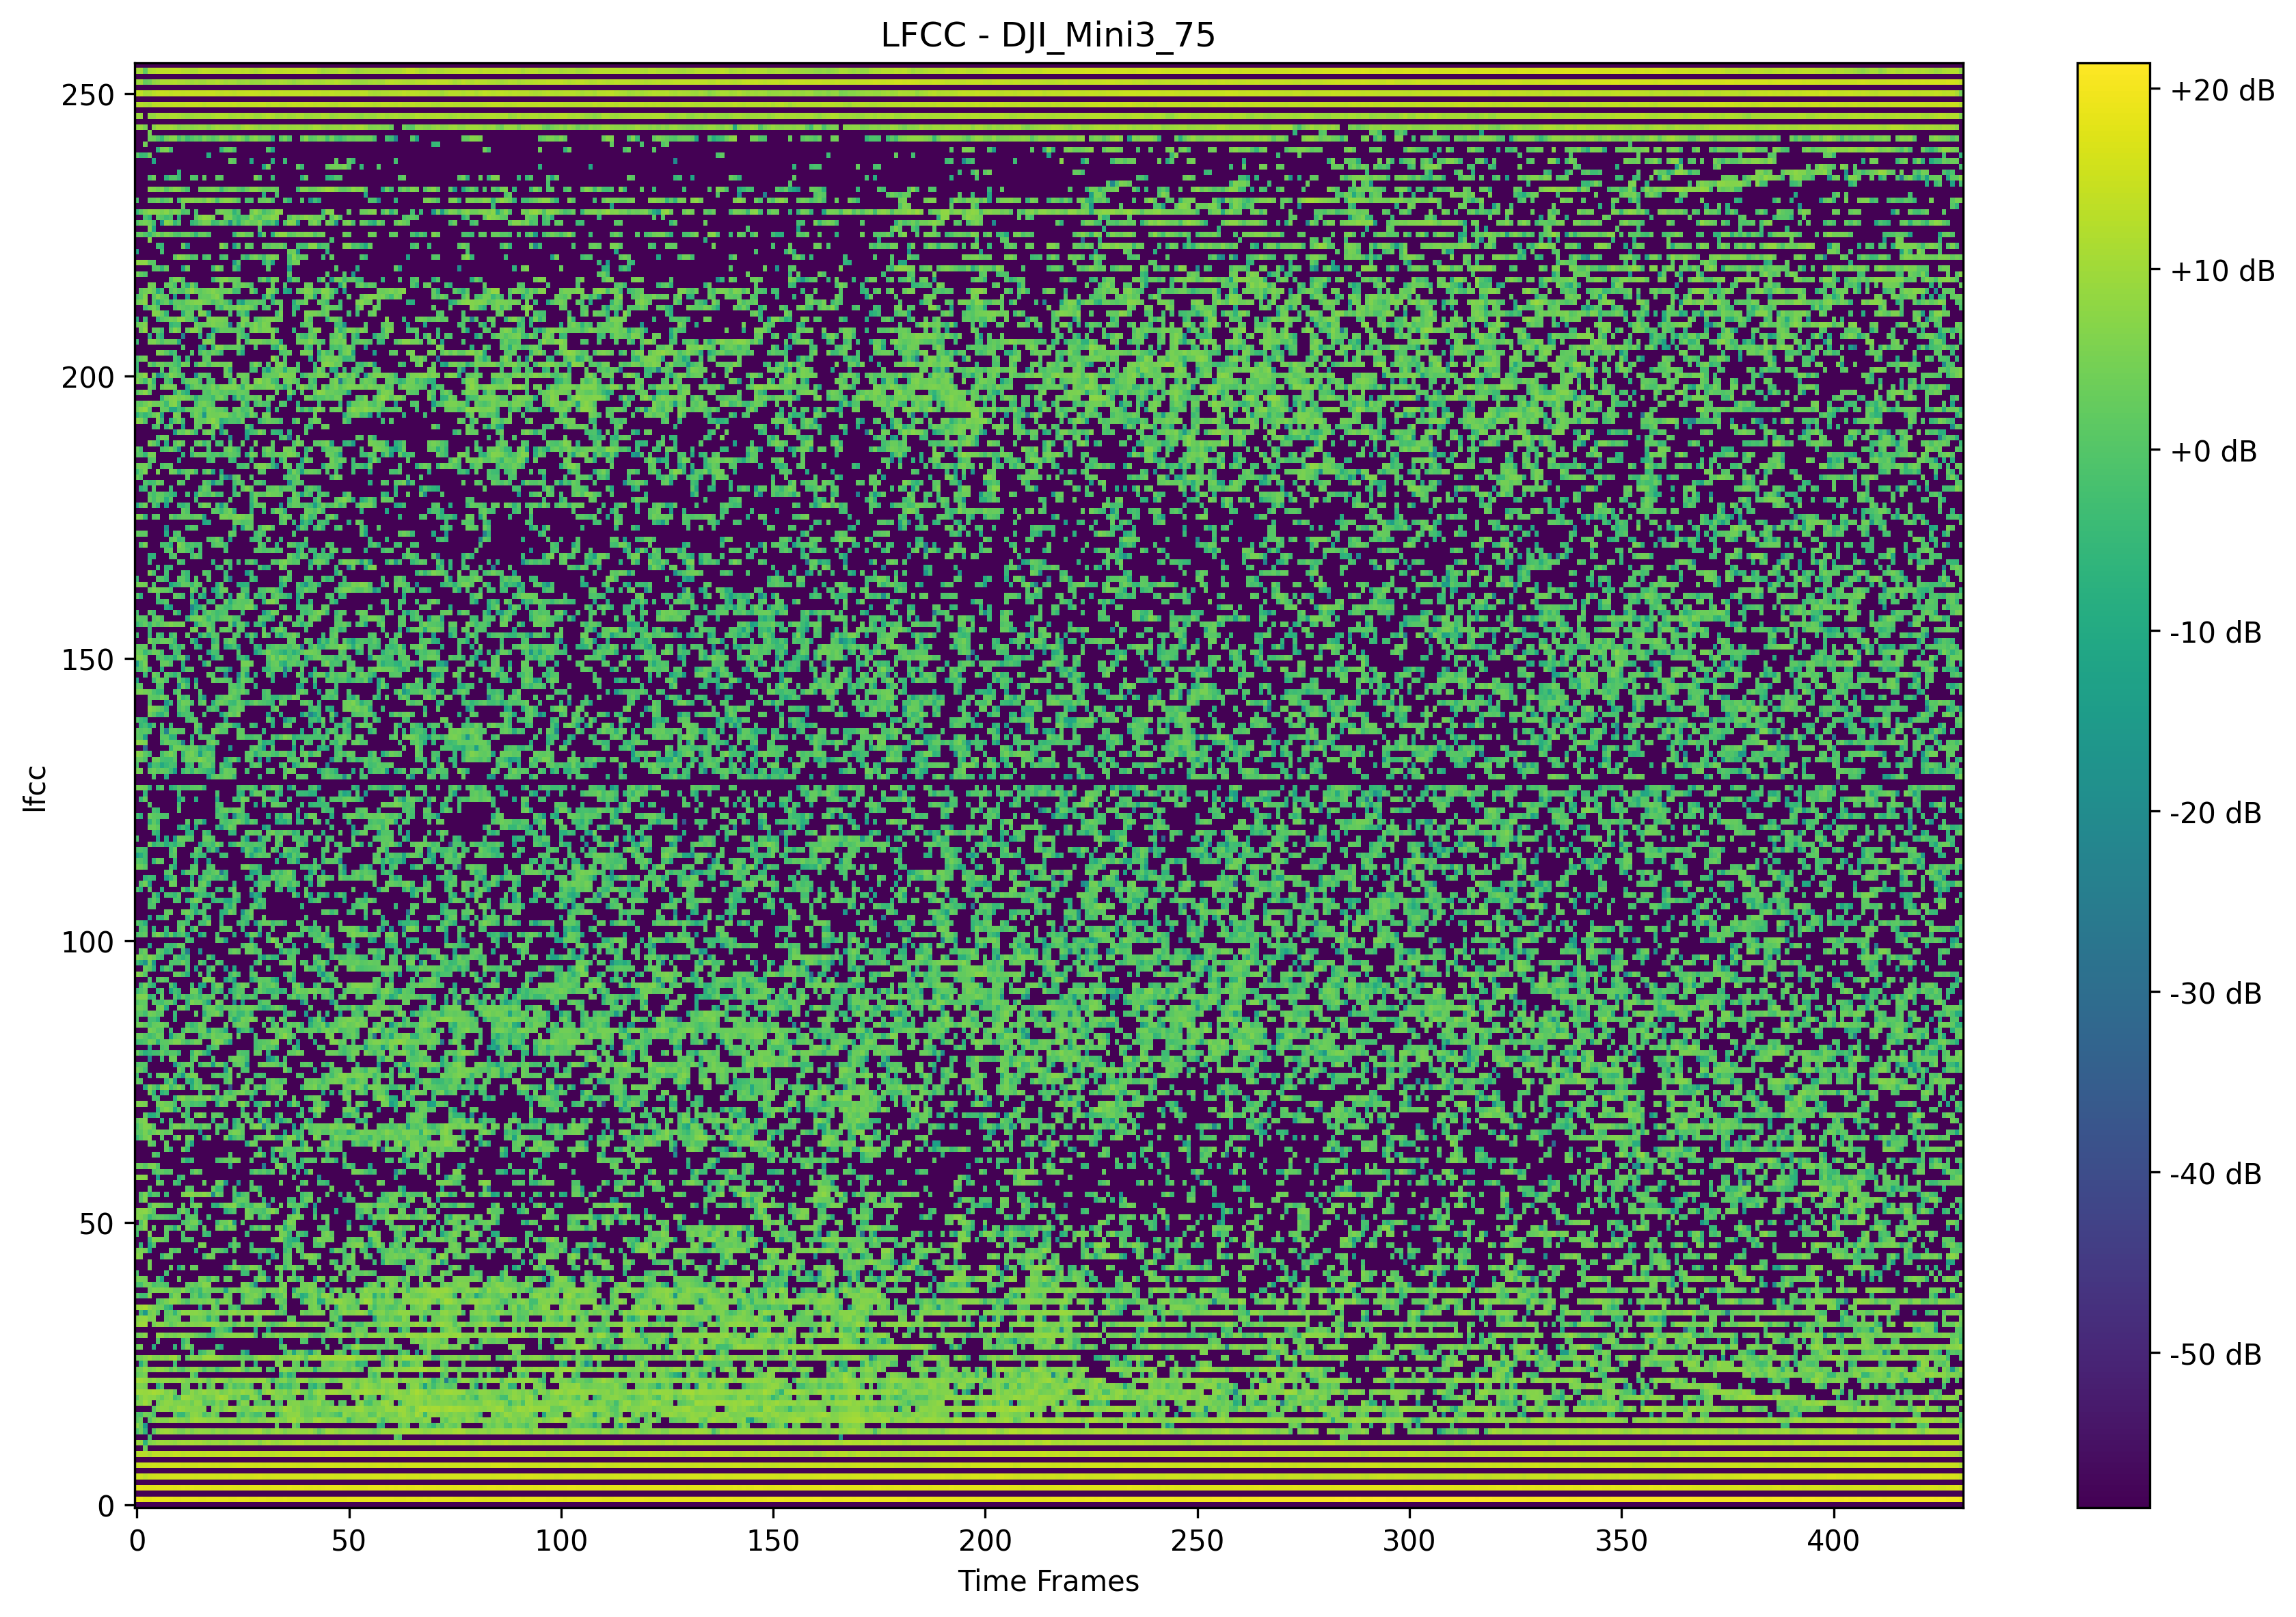 LFCC - DJI_Mini3_75
250
200
150
100
50
0
lfcc
0 50 100 150 200 250 300 350 400
Time Frames
+20 dB
+10 dB
+0 dB
-10 dB
-20 dB
-30 dB
-40 dB
-50 dB